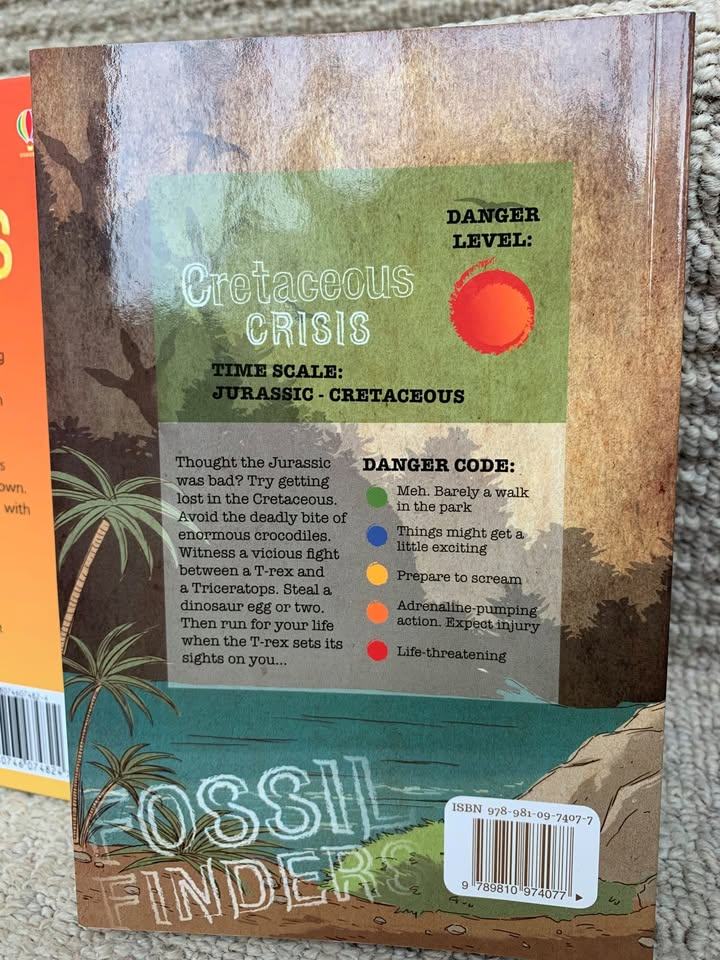 DANGER
LEVEL:
Cretaceous
CRISIS
TIME SCALE:
JURASSIC - CRETACEOUS
Thought the Jurassic
was bad? Try getting
lost in the Cretaceous.
Avoid the deadly bite of
enormous crocodiles.
Witness a vicious fight
between a T-rex and
a Triceratops. Steal a
dinosaur egg or two.
Then run for your life
when the T-rex sets its
sights on you...
DANGER CODE:
Meh. Barely a walk
in the park
Things might get a
little exciting
Prepare to scream
Adrenaline-pumping
action. Expect injury
Life-threatening
FOSSIL
FINDERS
ISBN 978-981-09-7407-7
9 789810 974077
S
own.
with